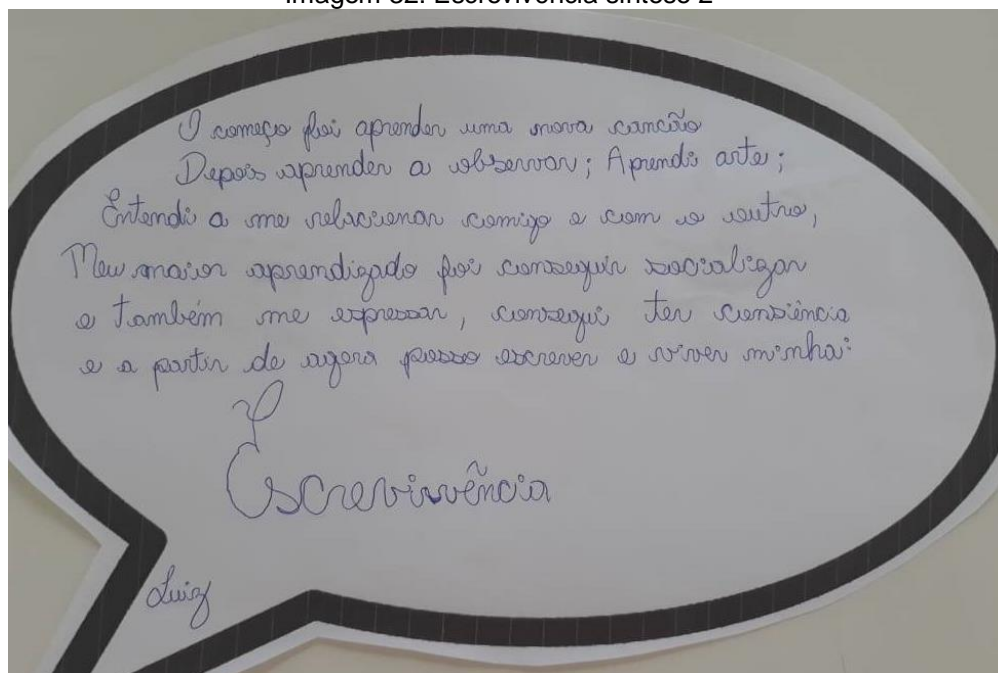 Imagem 32: Escrevivência síntese 2
O começo foi aprender uma nova canção
Depois aprender a observar; Aprendi arte;
Entendi a me relacionar comigo e com o outro,
Meu maior aprendizado foi conseguir socializar
e também me expressar, consegui ter consiência
e a partir de agora posso escrever e viver minha:
Escrevivência
Luiz